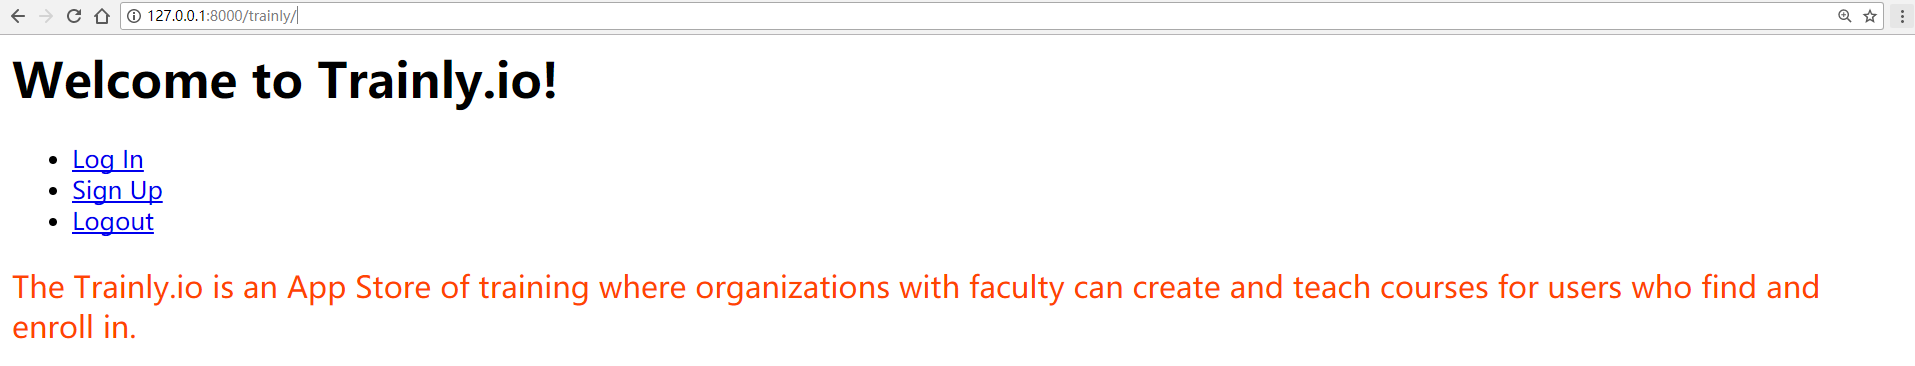 127.0.0.1:8000/trainly/
Welcome to Trainly.io!
Log In
Sign Up
Logout
The Trainly.io is an App Store of training where organizations with faculty can create and teach courses for users who find and
enroll in.